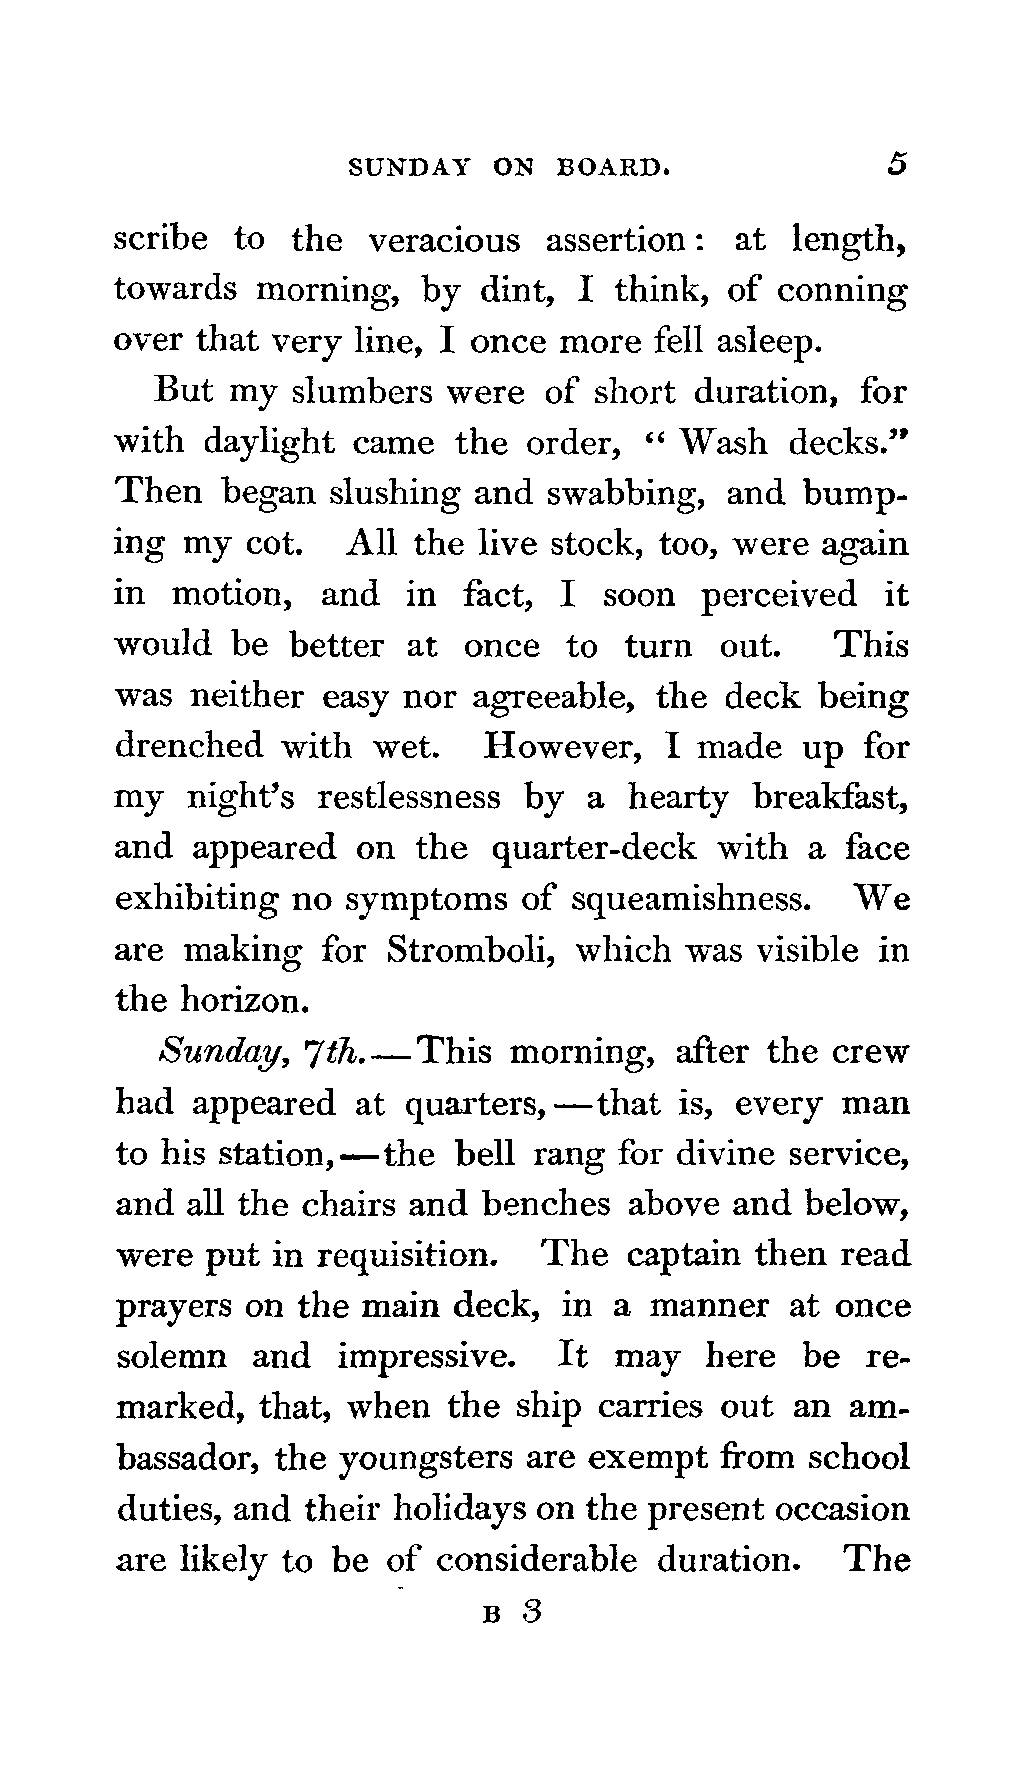 SUNDAY ON BOARD. 5
scribe to the veracious assertion : at length,
towards morning, by dint, I think, of conning
over that very line, I once more fell asleep.
But my slumbers were of short duration, for
with daylight came the order, “ Wash decks.”
Then began slushing and swabbing, and bump-
ing my cot. All the live stock, too, were again
in motion, and in fact, I soon perceived it
would be better at once to turn out. This
was neither easy nor agreeable, the deck being
drenched with wet. However, I made up for
my night's restlessness by a hearty breakfast,
and appeared on the quarter-deck with a face
exhibiting no symptoms of squeamishness. We
are making for Stromboli, which was visible in
the horizon.
Sunday, 7th.—This morning, after the crew
had appeared at quarters,—that is, every man
to his station,—the bell rang for divine service,
and all the chairs and benches above and below,
were put in requisition. The captain then read
prayers on the main deck, in a manner at once
solemn and impressive. It may here be re-
marked, that, when the ship carries out an am-
bassador, the youngsters are exempt from school
duties, and their holidays on the present occasion
are likely to be of considerable duration. The
B 3